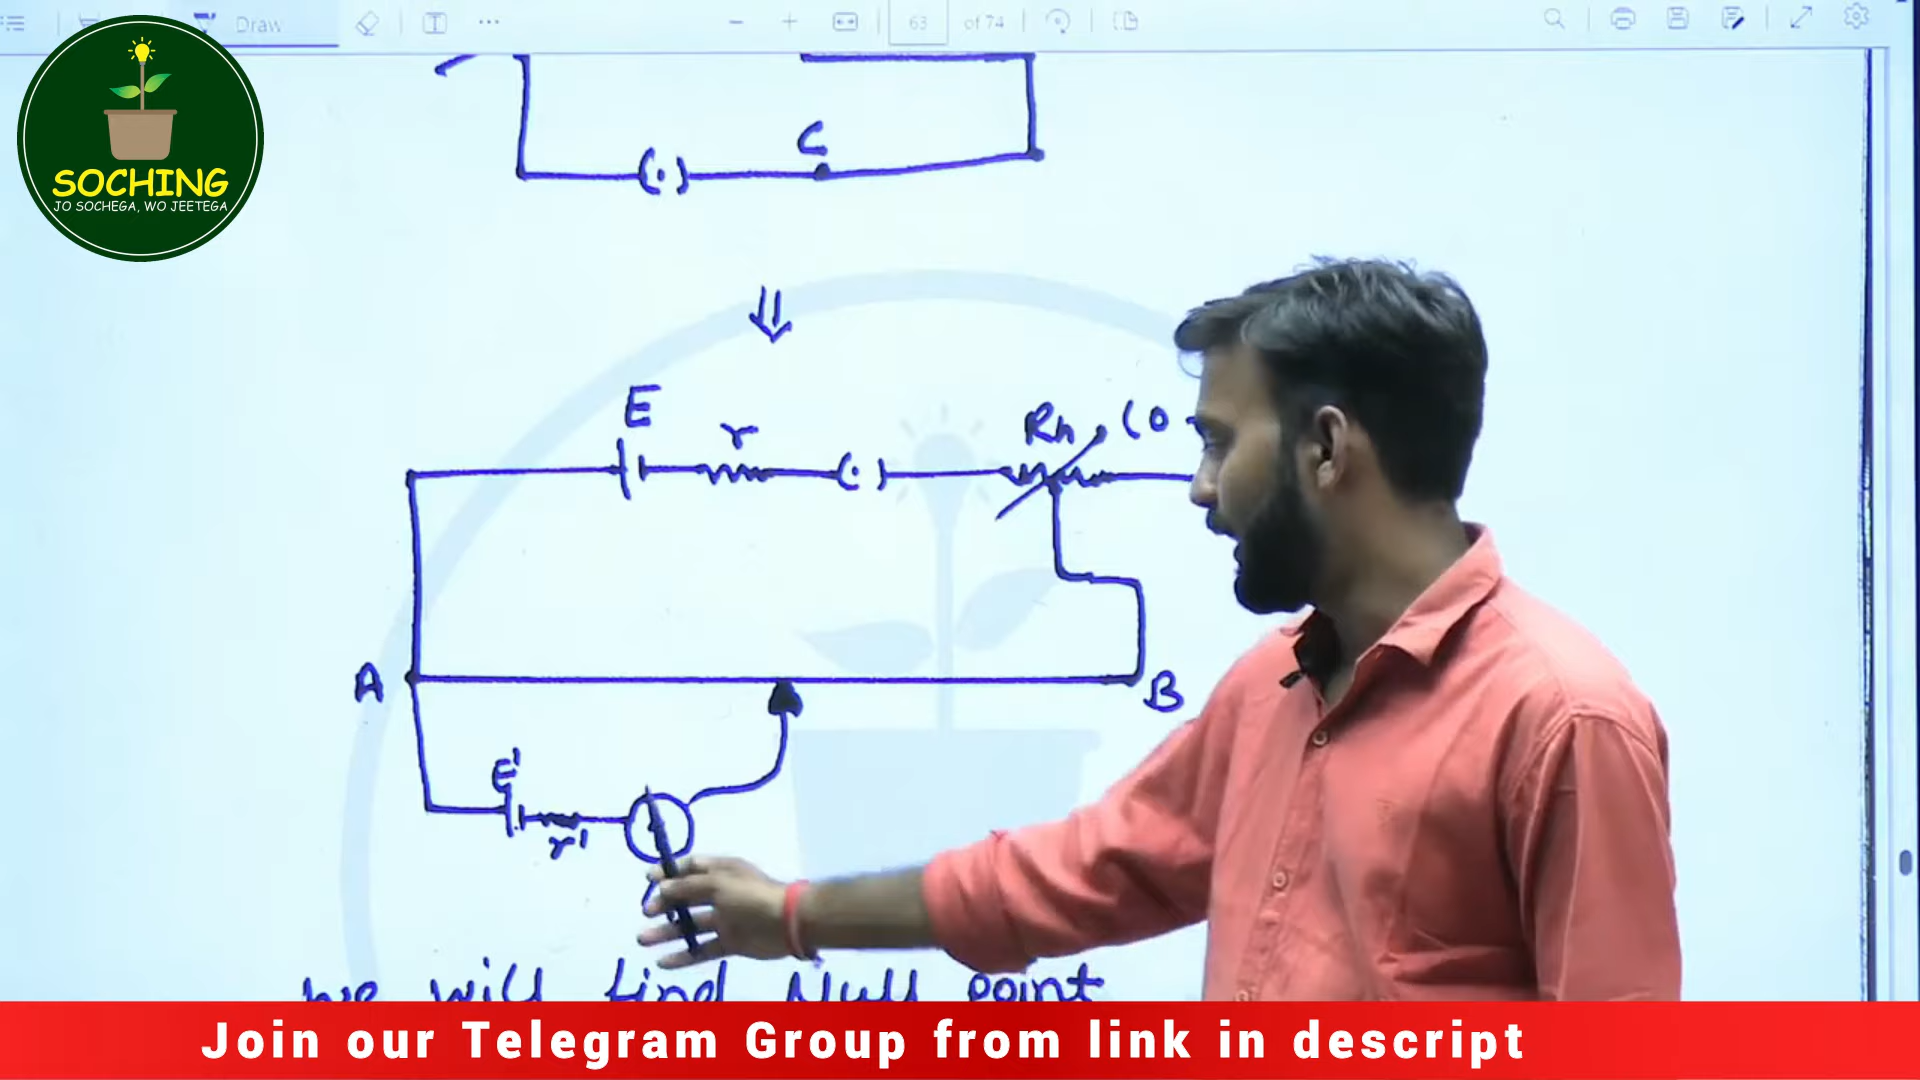 Draw
63 of 74
SOCHING
JO SOCHEGA, WO JEETEGA
C
E
r
Rh, (0 -
A
B
E'
r'
we will find Null point
Join our Telegram Group from link in descript